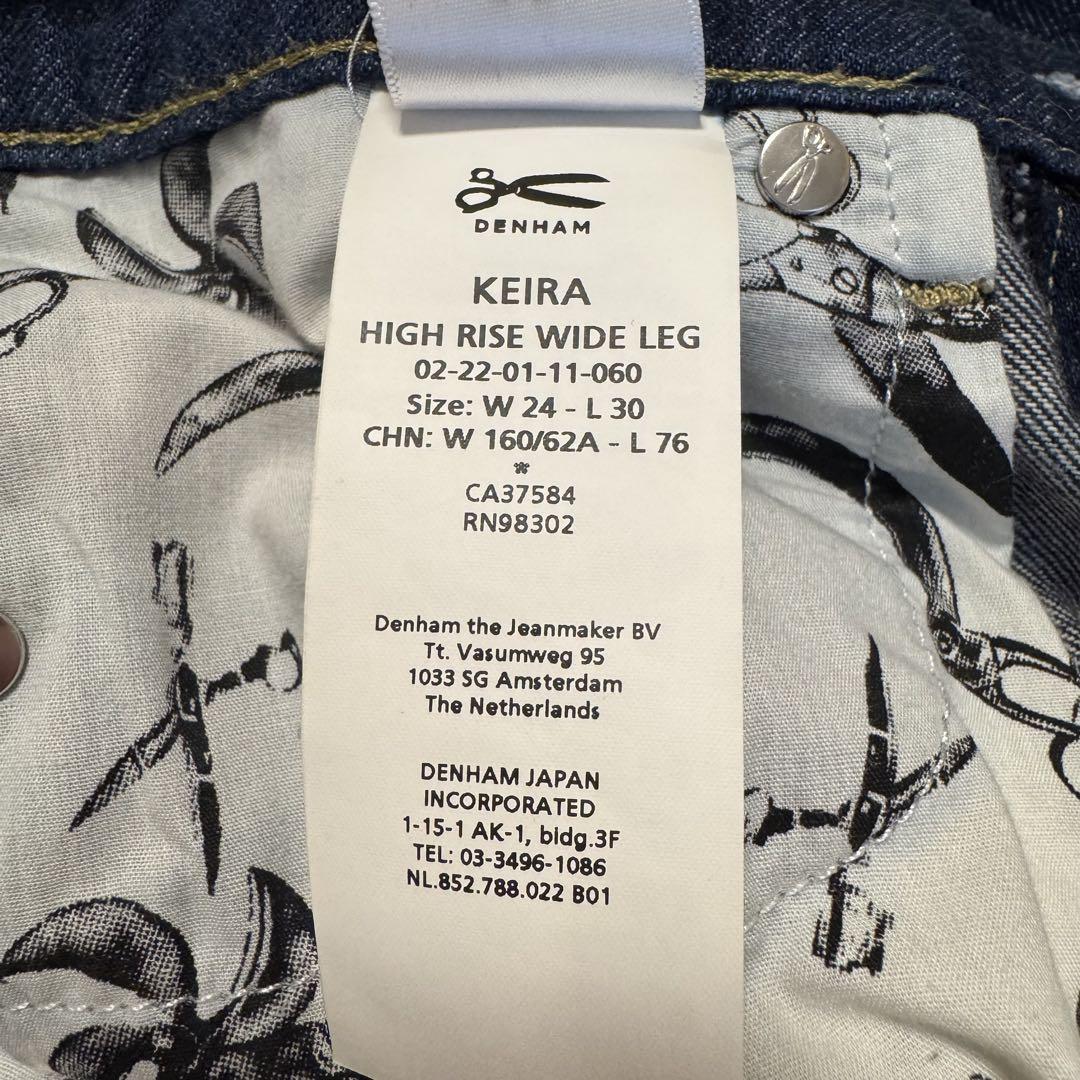 DENHAM
KEIRA
HIGH RISE WIDE LEG
02-22-01-11-060
Size: W 24 - L 30
CHN: W 160/62A - L 76
*
CA37584
RN98302
Denham the Jeanmaker BV
Tt. Vasumweg 95
1033 SG Amsterdam
The Netherlands
DENHAM JAPAN
INCORPORATED
1-15-1 AK-1, bidg.3F
TEL: 03-3496-1086
NL.852.788.022 B01